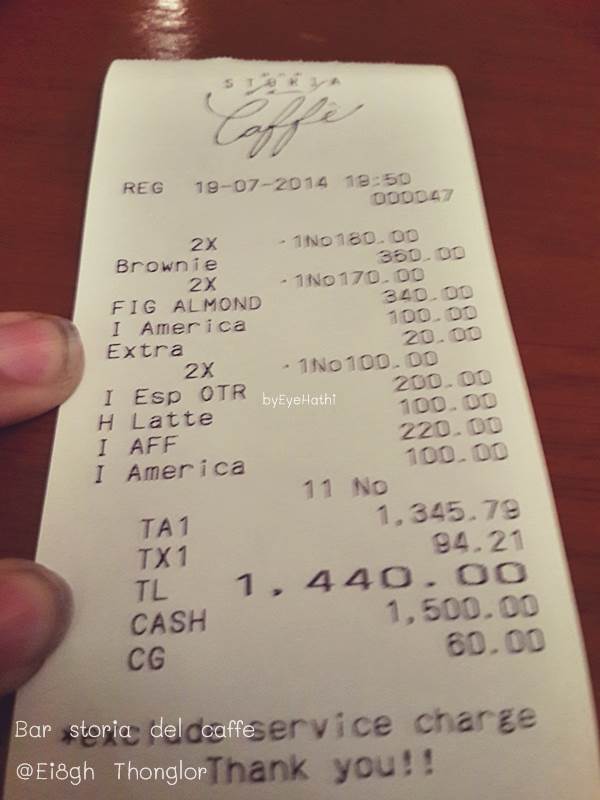 STORIA
Caffè
REG 19-07-2014 19:50
000047
2X ·1No180.00
Brownie 360.00
2X ·1No170.00
FIG ALMOND 340.00
I America 100.00
Extra 20.00
2X ·1No100.00
I Esp OTR 200.00
H Latte 100.00
I AFF 220.00
I America 100.00
11 No
TA1 1,345.79
TX1 94.21
TL 1,440.00
CASH 1,500.00
CG 60.00
*exclude service charge
Thank you!!
byEyeHathi
Bar storia del caffe
@Ei8gh Thonglor